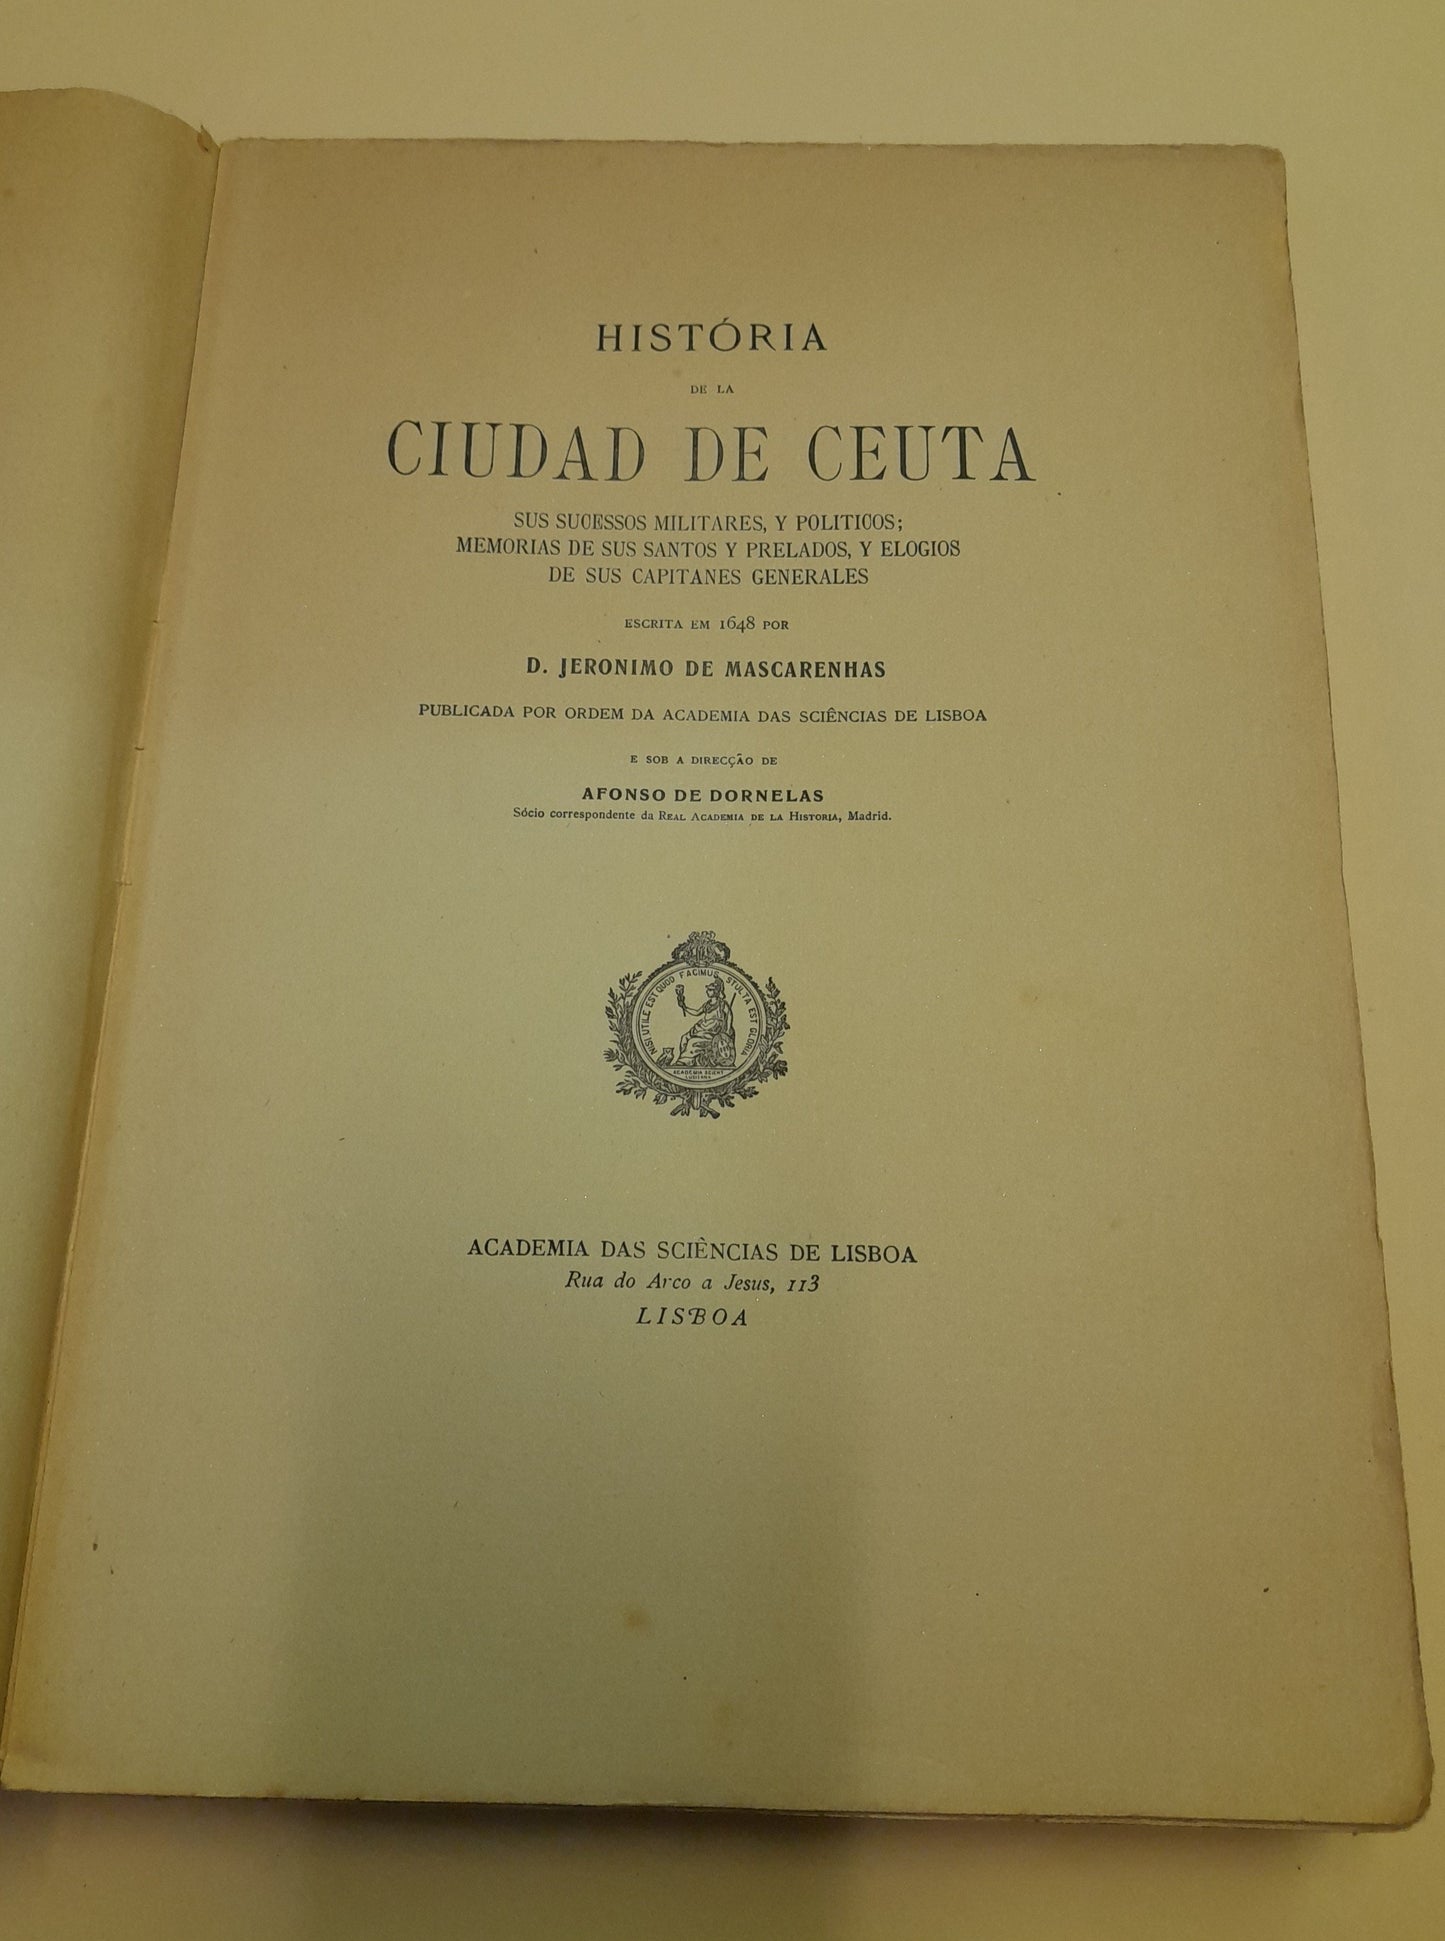 HISTÓRIA
DE LA
CIUDAD DE CEUTA
SUS SUCESSOS MILITARES, Y POLITICOS;
MEMORIAS DE SUS SANTOS Y PRELADOS, Y ELOGIOS
DE SUS CAPITANES GENERALES
ESCRITA EM 1648 POR
D. JERONIMO DE MASCARENHAS
PUBLICADA POR ORDEM DA ACADEMIA DAS SCIÊNCIAS DE LISBOA
E SOB A DIRECÇÃO DE
AFONSO DE DORNELAS
Sócio correspondente da REAL ACADEMIA DE LA HISTORIA, Madrid.
NISI UTILE EST QUOD FACIMUS STULTA EST GLORIA
ACADEMIA SCIENT
ACADEMIA DAS SCIÊNCIAS DE LISBOA
Rua do Arco a Jesus, 113
LISBOA